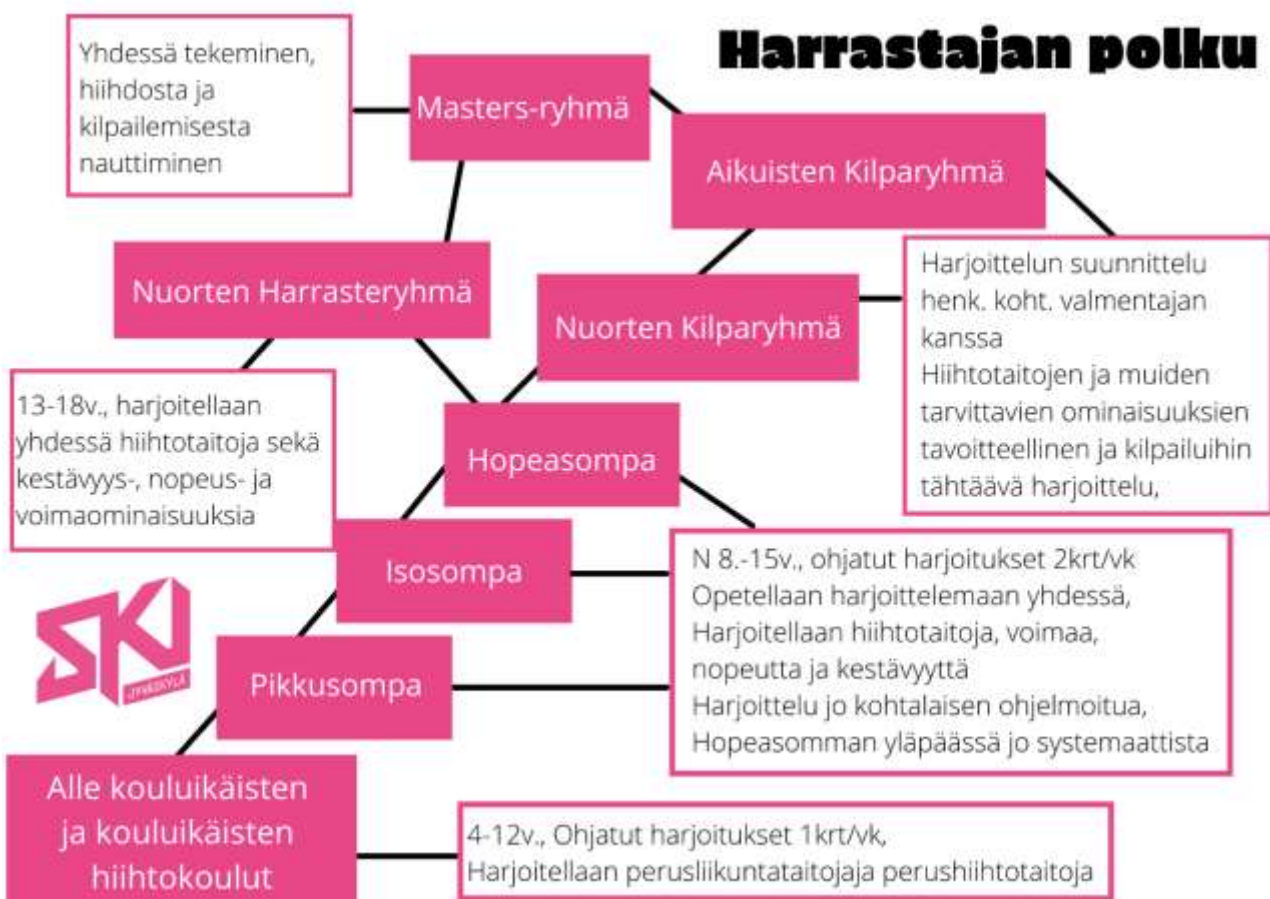 Harrastajan polku
Yhdessä tekeminen,
hiihdosta ja
kilpailemisesta
nauttiminen
Masters-ryhmä
Aikuisten Kilparyhmä
Nuorten Harrasteryhmä
Nuorten Kilparyhmä
Harjoittelun suunnittelu
henk. koht. valmentajan
kanssa
Hiihtotaitojen ja muiden
tarvittavien ominaisuuksien
tavoitteellinen ja kilpailuihin
tähtäävä harjoittelu,
13-18v., harjoitellaan
yhdessä hiihtotaitoja sekä
kestävyys-, nopeus- ja
voimaominaisuuksia
Hopeasompa
Isosompa
N 8.-15v., ohjatut harjoitukset 2krt/vk
Opetellaan harjoittelemaan yhdessä,
Harjoitellaan hiihtotaitoja, voimaa,
nopeutta ja kestävyyttä
Harjoittelu jo kohtalaisen ohjelmoitua,
Hopeasomman yläpäässä jo systemaattista
SKI
JYVÄSKYLÄ
Pikkusompa
Alle kouluikäisten
ja kouluikäisten
hiihtokoulut
4-12v., Ohjatut harjoitukset 1krt/vk,
Harjoitellaan perusliikuntataitojaja perushiihtotaitoja